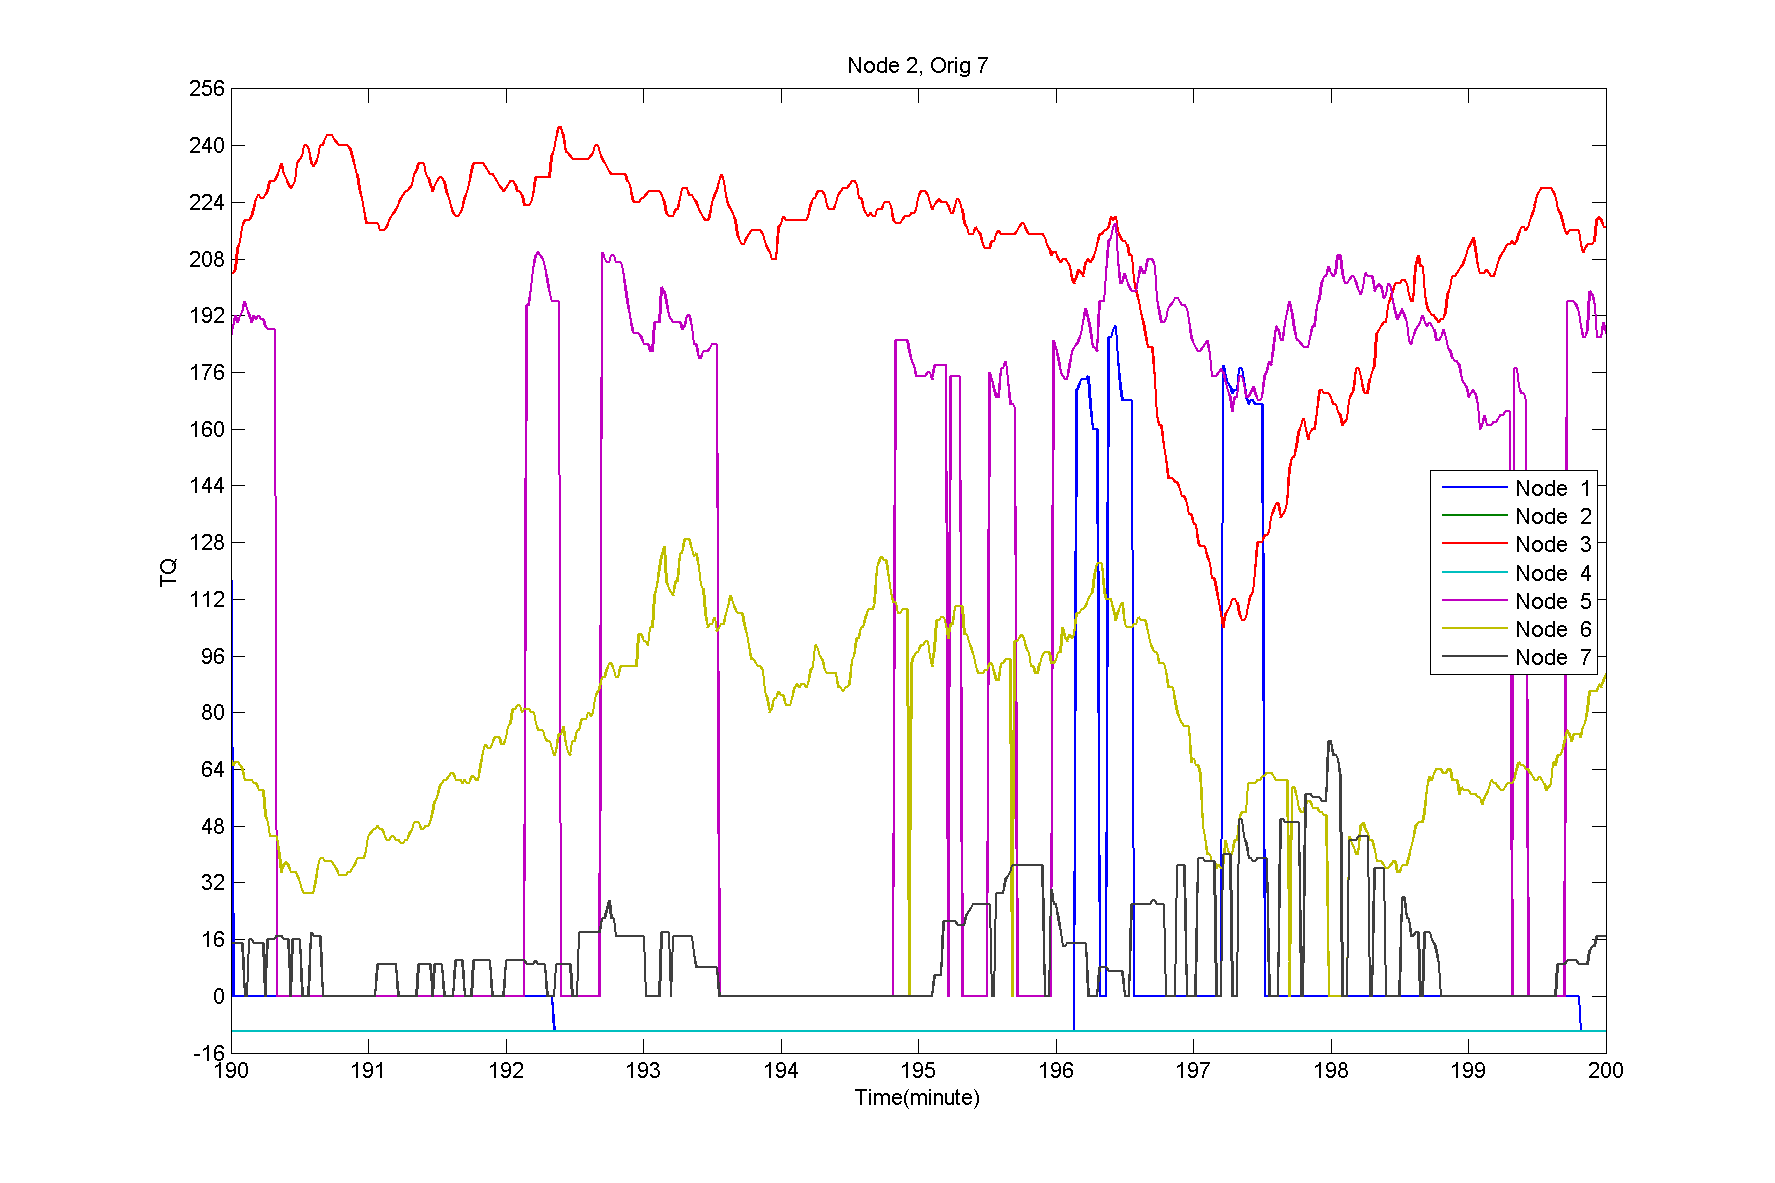 Node 2, Orig 7
256
240
224
208
192
176
160
144
128
112
96
80
64
48
32
16
0
-16
TQ
190 191 192 193 194 195 196 197 198 199 200
Time(minute)
Node 1
Node 2
Node 3
Node 4
Node 5
Node 6
Node 7